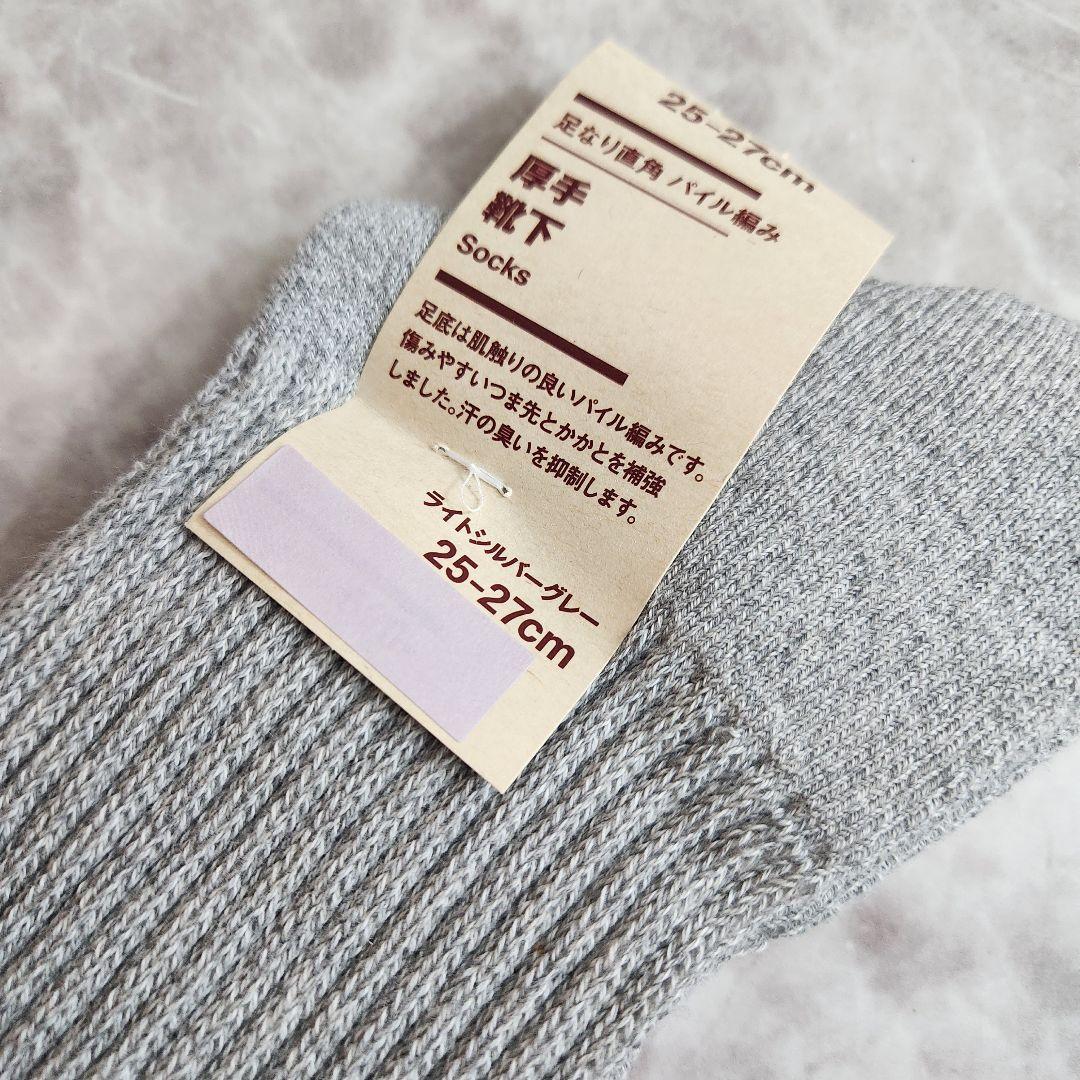 25-27cm
足なり直角 パイル編み
厚手
靴下
Socks
足底は肌触りの良いパイル編みです。
傷みやすいつま先とかかとを補強
しました。汗の臭いを抑制します。
ライトシルバーグレー
25-27cm